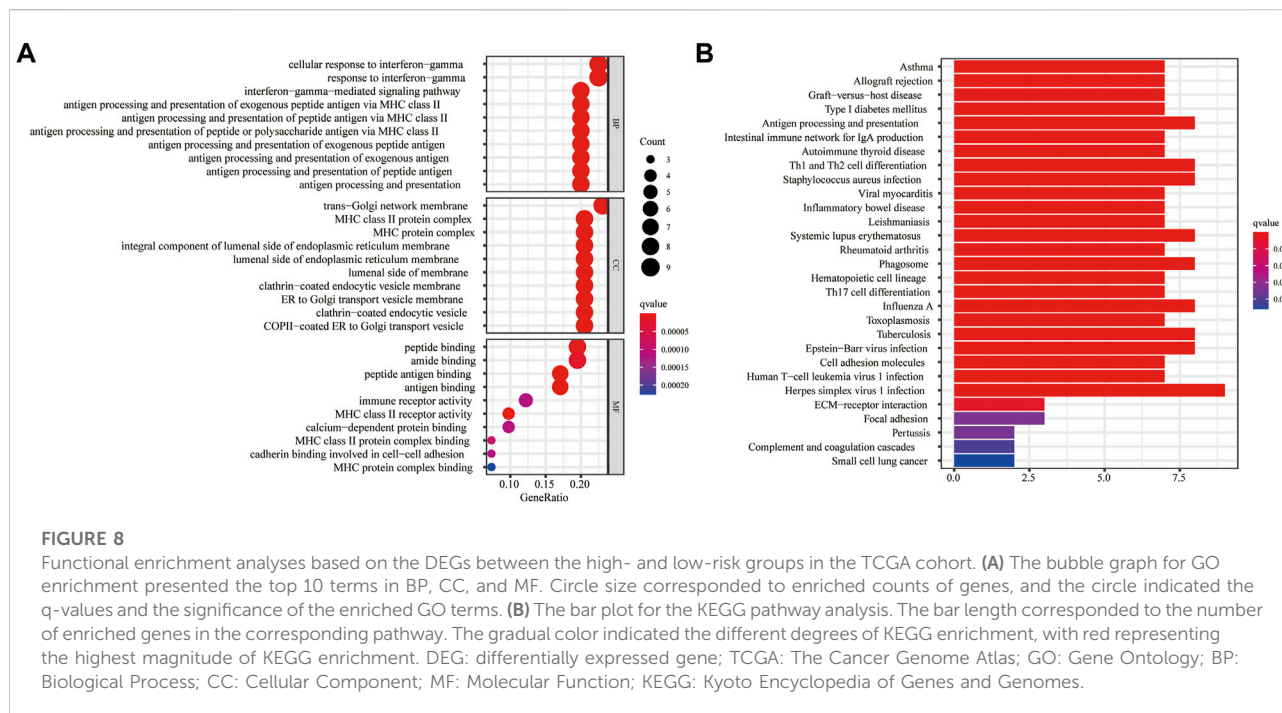 A
cellular response to interferon-gamma
response to interferon-gamma
interferon-gamma-mediated signaling pathway
antigen processing and presentation of exogenous peptide antigen via MHC class II
antigen processing and presentation of peptide antigen via MHC class II
antigen processing and presentation of peptide or polysaccharide antigen via MHC class II
antigen processing and presentation of exogenous peptide antigen
antigen processing and presentation of exogenous antigen
antigen processing and presentation of peptide antigen
antigen processing and presentation
BP
trans-Golgi network membrane
MHC class II protein complex
MHC protein complex
integral component of lumenal side of endoplasmic reticulum membrane
lumenal side of endoplasmic reticulum membrane
lumenal side of membrane
clathrin-coated endocytic vesicle membrane
ER to Golgi transport vesicle membrane
clathrin-coated endocytic vesicle
COPII-coated ER to Golgi transport vesicle
CC
peptide binding
amide binding
peptide antigen binding
antigen binding
immune receptor activity
MHC class II receptor activity
calcium-dependent protein binding
MHC class II protein complex binding
cadherin binding involved in cell-cell adhesion
MHC protein complex binding
MF
0.10 0.15 0.20
GeneRatio
Count
3
4
5
6
7
8
9
qvalue
0.00005
0.00010
0.00015
0.00020
B
Asthma
Allograft rejection
Graft-versus-host disease
Type I diabetes mellitus
Antigen processing and presentation
Intestinal immune network for IgA production
Autoimmune thyroid disease
Th1 and Th2 cell differentiation
Staphylococcus aureus infection
Viral myocarditis
Inflammatory bowel disease
Leishmaniasis
Systemic lupus erythematosus
Rheumatoid arthritis
Phagosome
Hematopoietic cell lineage
Th17 cell differentiation
Influenza A
Toxoplasmosis
Tuberculosis
Epstein-Barr virus infection
Cell adhesion molecules
Human T-cell leukemia virus 1 infection
Herpes simplex virus 1 infection
ECM-receptor interaction
Focal adhesion
Pertussis
Complement and coagulation cascades
Small cell lung cancer
0.0 2.5 5.0 7.5
qvalue
0.0
0.0
0.0
FIGURE 8
Functional enrichment analyses based on the DEGs between the high- and low-risk groups in the TCGA cohort. (A) The bubble graph for GO
enrichment presented the top 10 terms in BP, CC, and MF. Circle size corresponded to enriched counts of genes, and the circle indicated the
q-values and the significance of the enriched GO terms. (B) The bar plot for the KEGG pathway analysis. The bar length corresponded to the number
of enriched genes in the corresponding pathway. The gradual color indicated the different degrees of KEGG enrichment, with red representing
the highest magnitude of KEGG enrichment. DEG: differentially expressed gene; TCGA: The Cancer Genome Atlas; GO: Gene Ontology; BP:
Biological Process; CC: Cellular Component; MF: Molecular Function; KEGG: Kyoto Encyclopedia of Genes and Genomes.